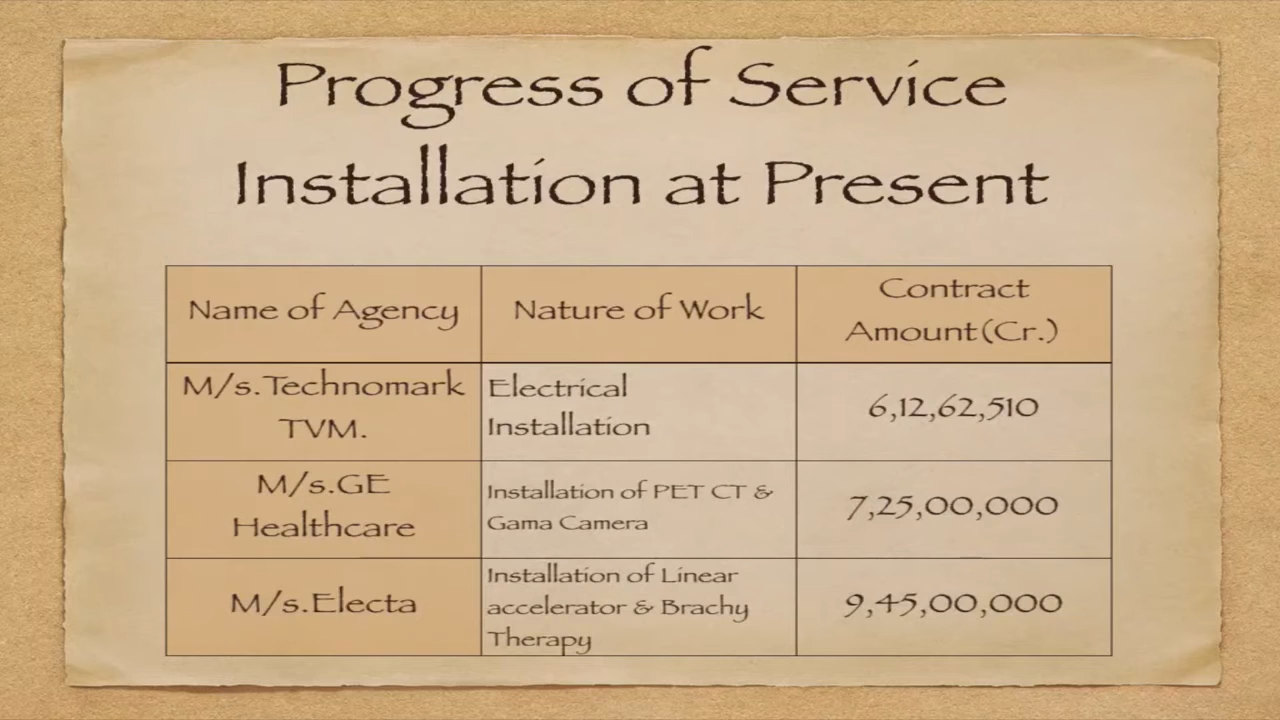 Progress of Service
Installation at Present
Name of Agency
Nature of Work
Contract
Amount(Cr.)
M/s.Technomark
TVM.
Electrical
Installation
6,12,62,510
M/s.GE
Healthcare
Installation of PET CT &
Gama Camera
7,25,00,000
M/s.Electa
Installation of Linear
accelerator & Brachy
Therapy
9,45,00,000